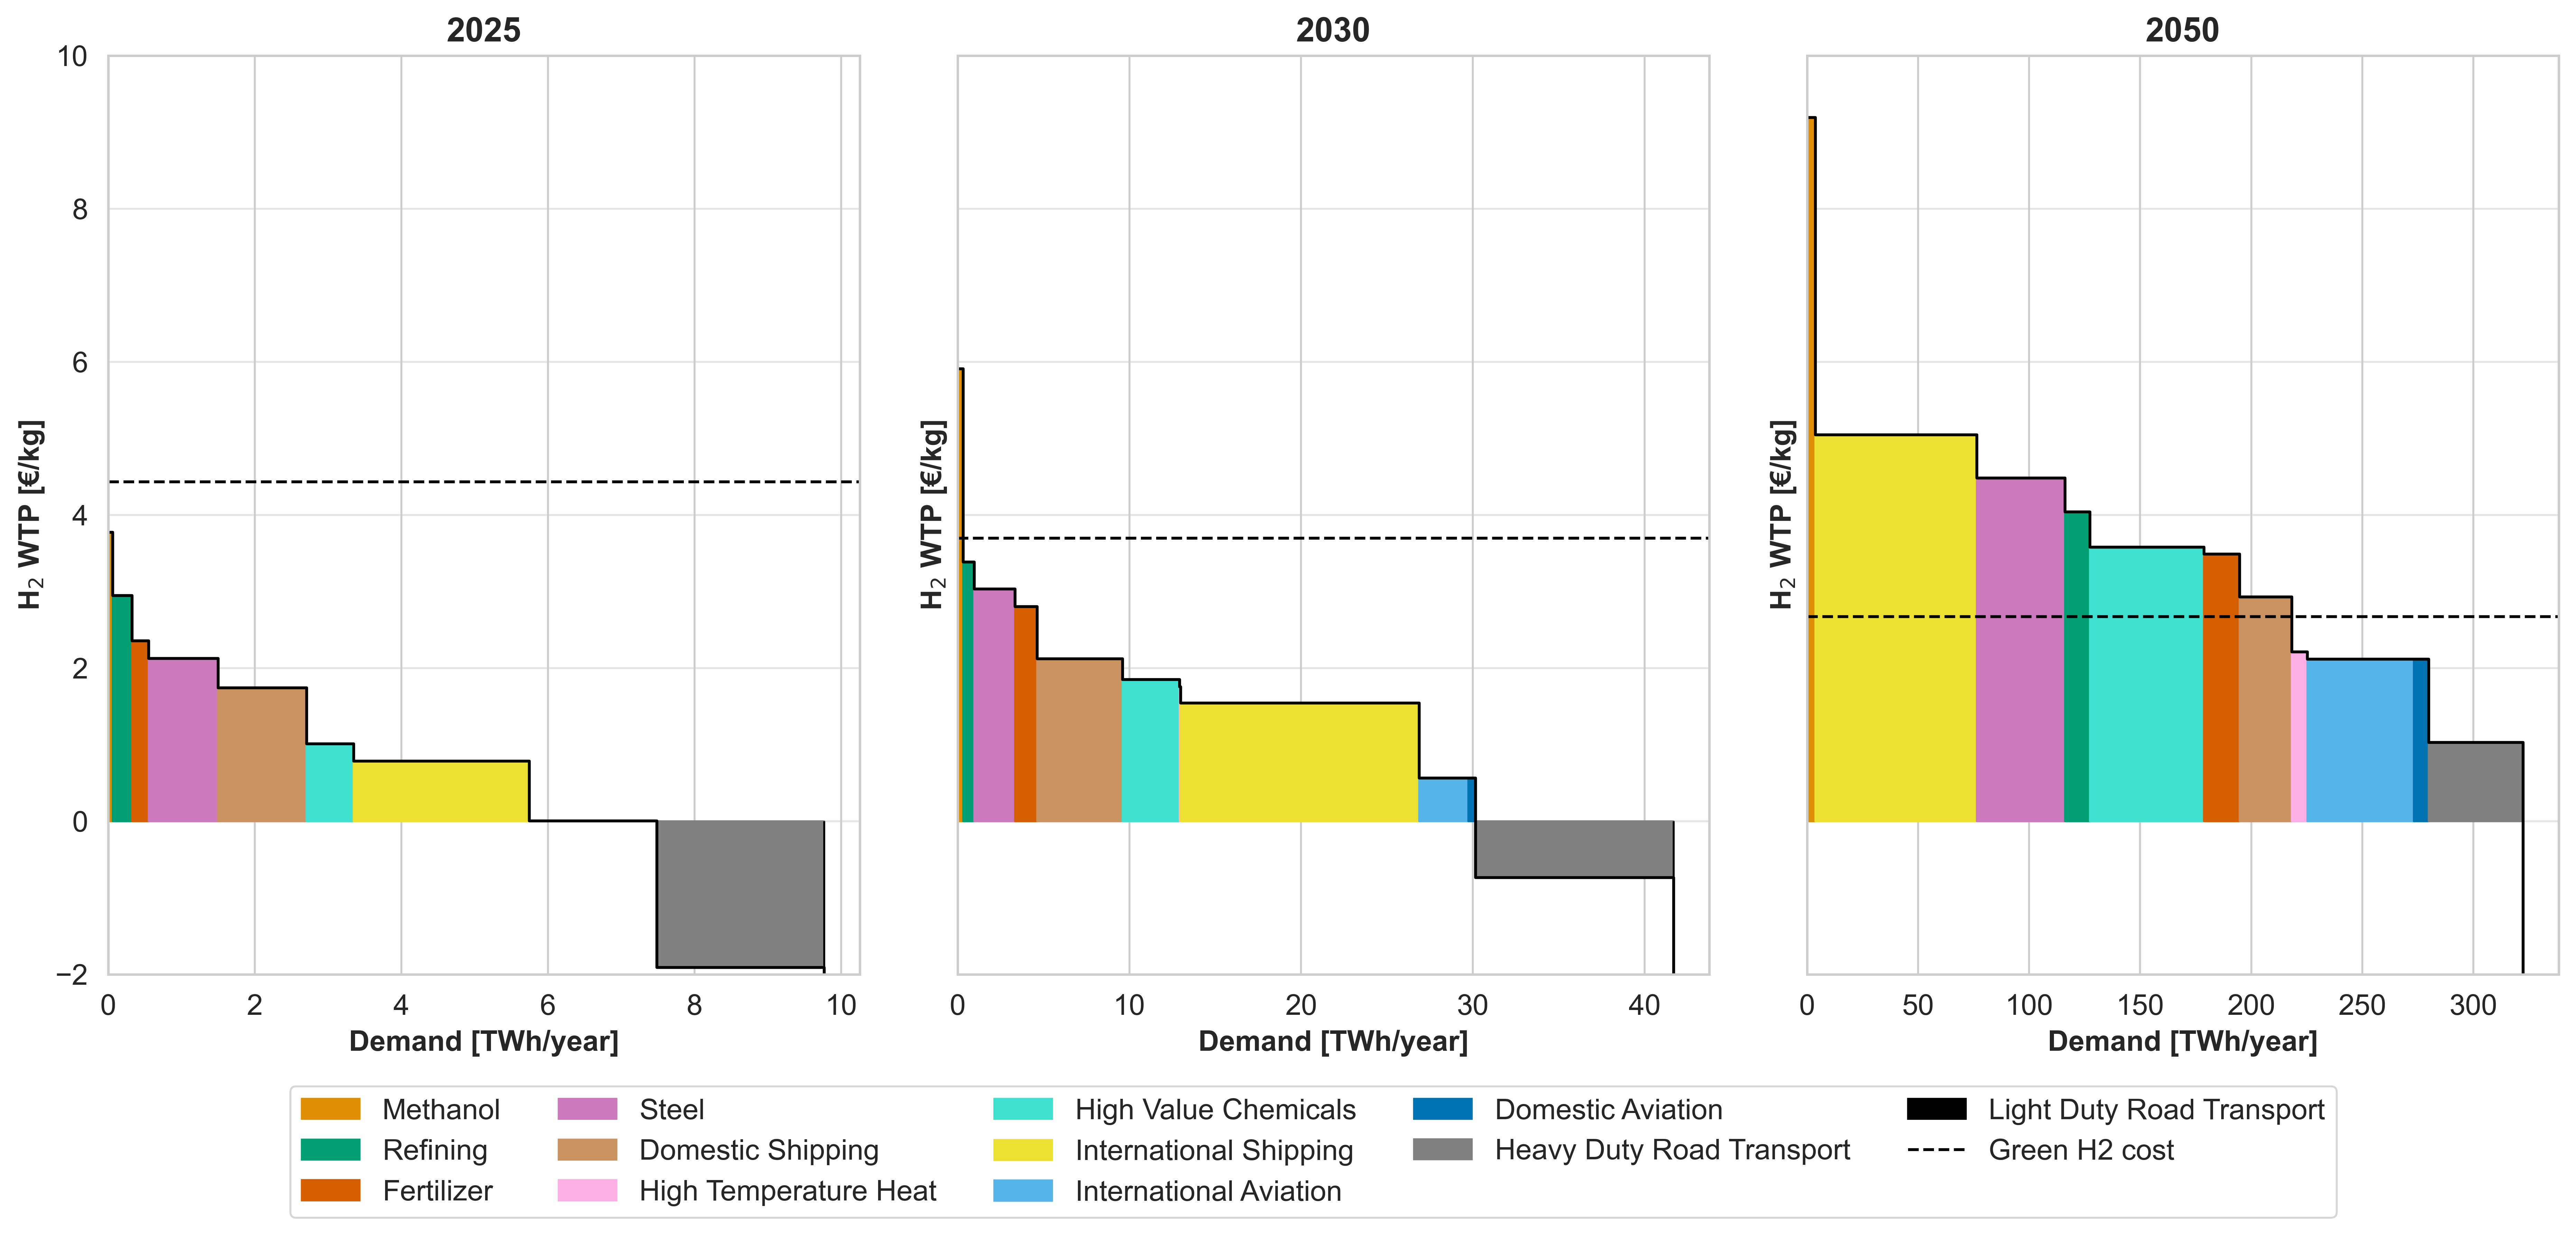 2025
2030
2050
10
8
6
4
2
0
−2
H₂ WTP [€/kg]
H₂ WTP [€/kg]
H₂ WTP [€/kg]
0 2 4 6 8 10
0 10 20 30 40
0 50 100 150 200 250 300
Demand [TWh/year]
Demand [TWh/year]
Demand [TWh/year]
Methanol Steel High Value Chemicals Domestic Aviation Light Duty Road Transport
Refining Domestic Shipping International Shipping Heavy Duty Road Transport Green H2 cost
Fertilizer High Temperature Heat International Aviation